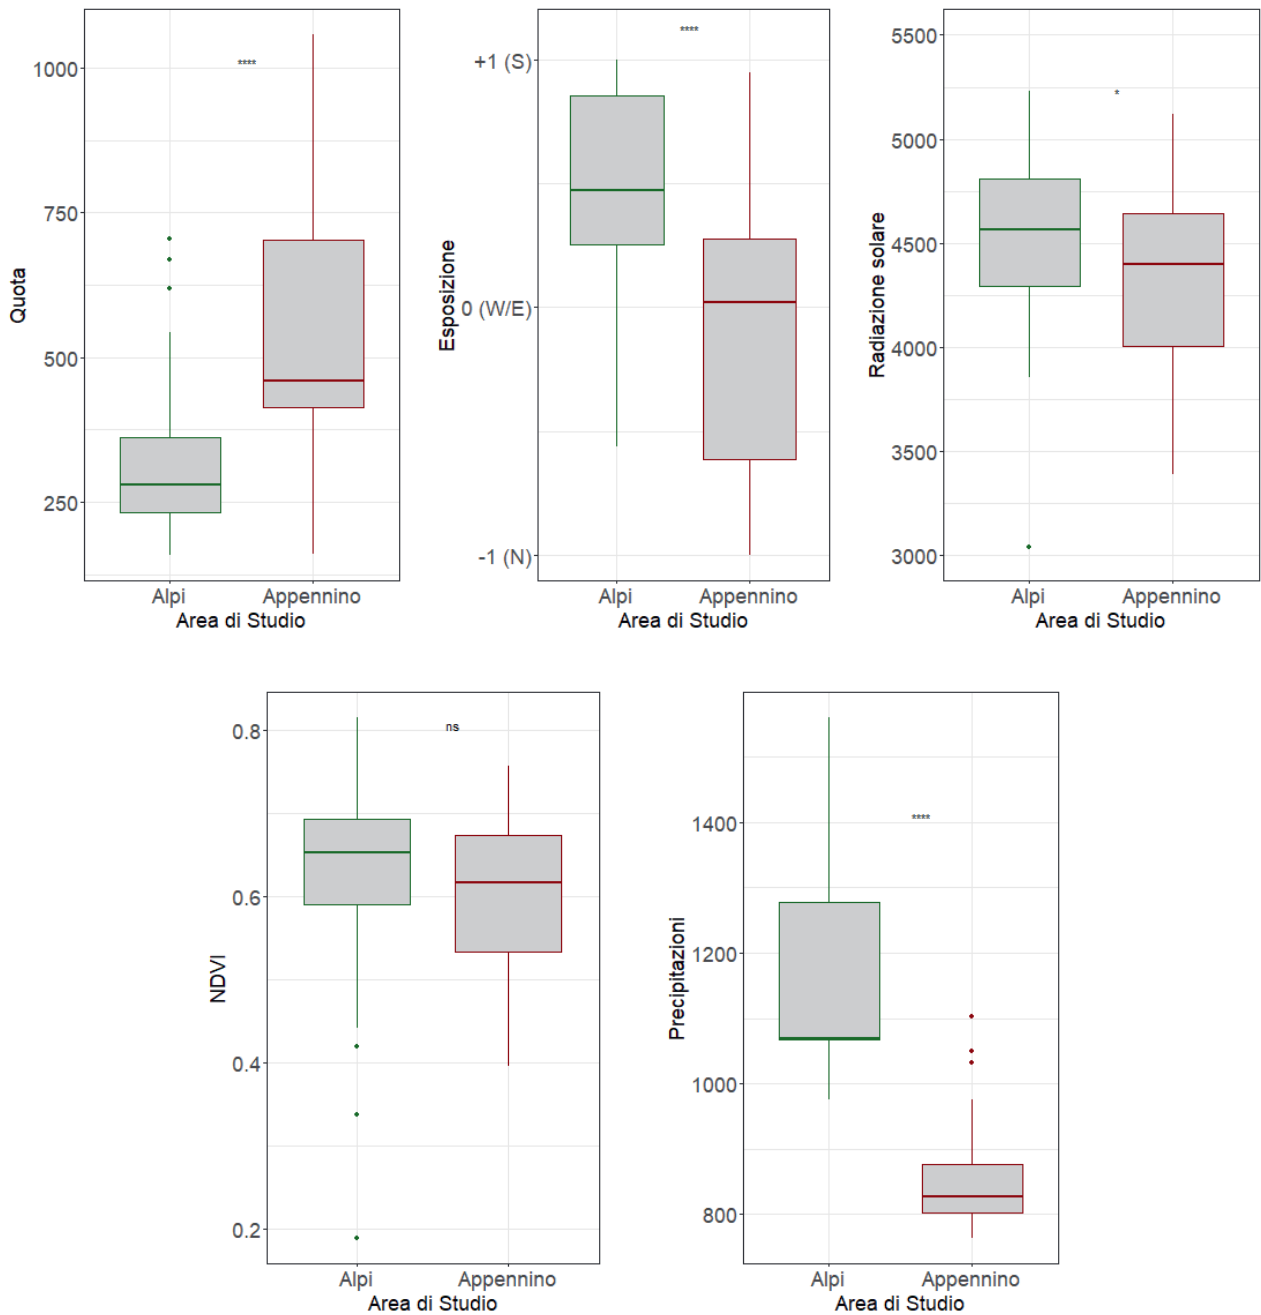 Quota
1000
750
500
250
****
Alpi Appennino
Area di Studio
Esposizione
+1 (S)
0 (W/E)
-1 (N)
****
Alpi Appennino
Area di Studio
Radiazione solare
5500
5000
4500
4000
3500
3000
*
Alpi Appennino
Area di Studio
NDVI
0.8
0.6
0.4
0.2
ns
Alpi Appennino
Area di Studio
Precipitazioni
1400
1200
1000
800
****
Alpi Appennino
Area di Studio